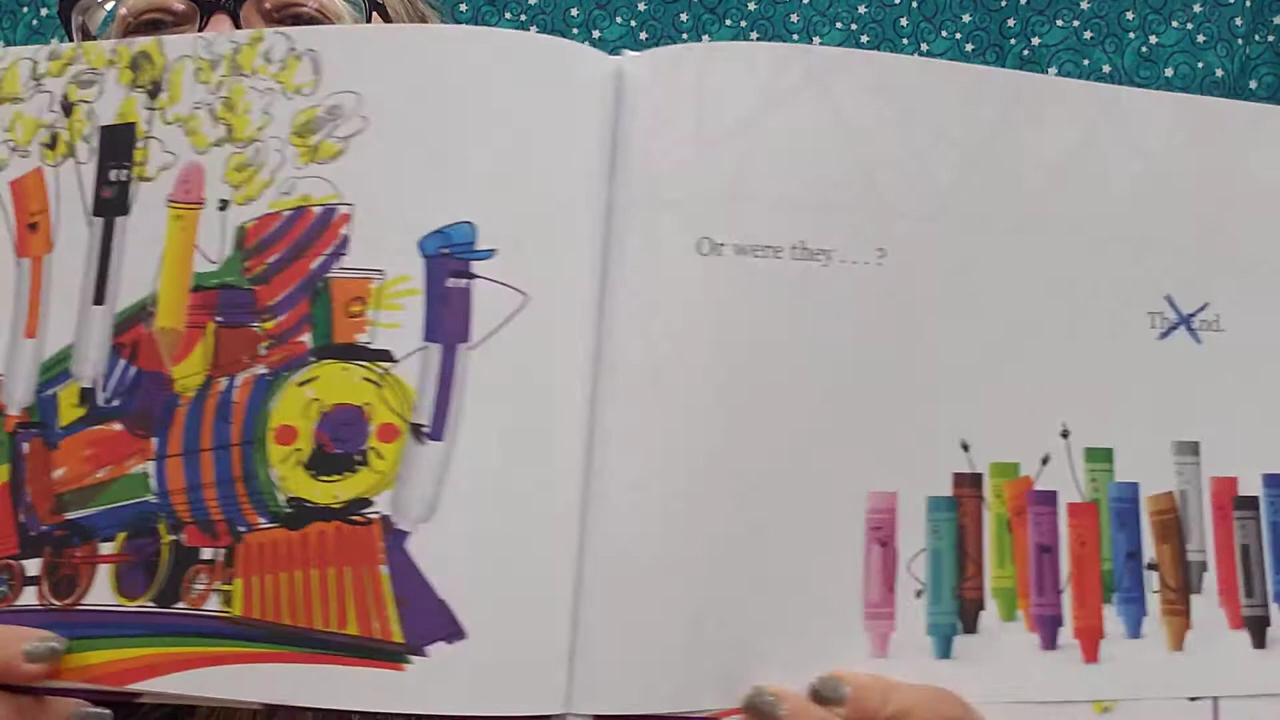 Or were they . . . ?
The End.